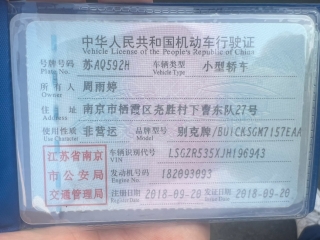 中华人民共和国机动车行驶证
Vehicle License of the People's Republic of China
号牌号码 苏AQ592H 车辆类型 小型轿车
Plate No. Vehicle Type
所有人 周雨婷
Owner
住址 南京市栖霞区尧胜村下曹东队27号
Address
使用性质 非营运 品牌型号 别克牌/BUICKSGM7157EAA
Use Character Model
江苏省南京
市公安局
交通管理局
车辆识别代号 LSGZR535XJH196943
VIN
发动机号码 182093093
Engine No.
注册日期 2018-09-20 发证日期 2018-09-20